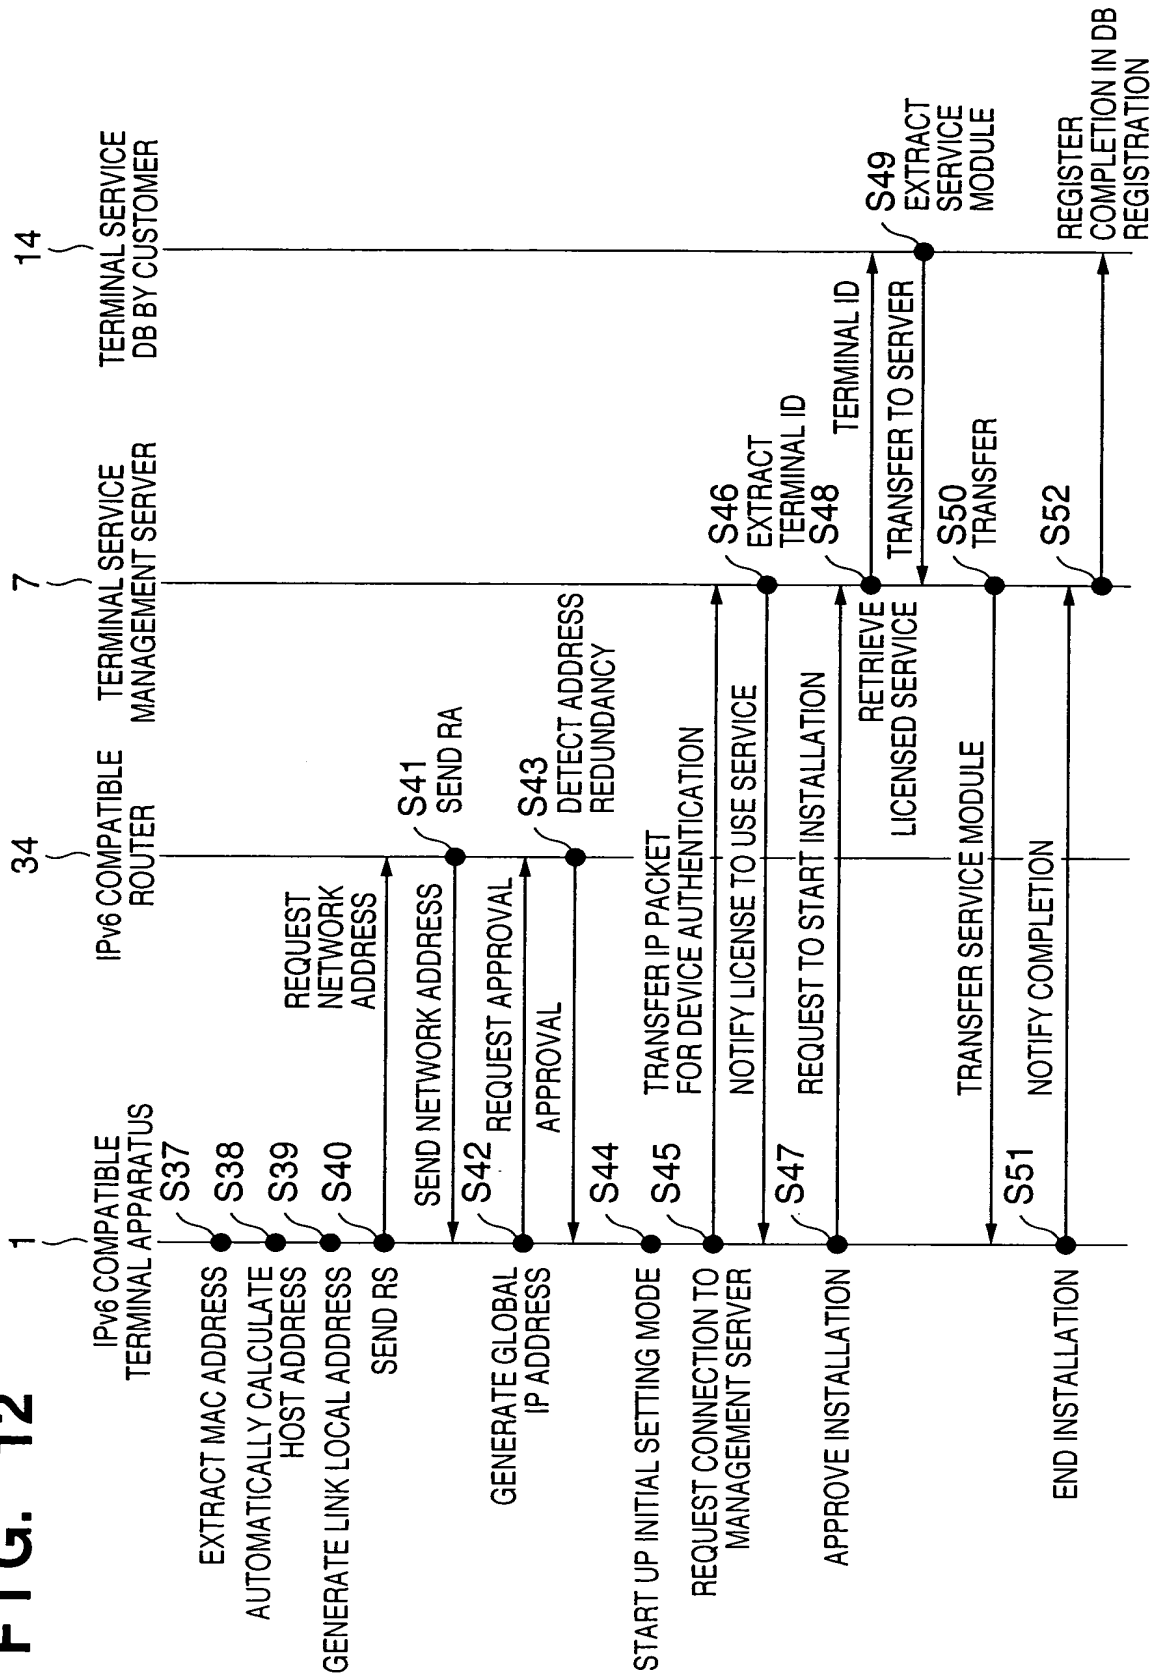 FIG. 12
1
IPv6 COMPATIBLE
TERMINAL APPARATUS
34
IPv6 COMPATIBLE
ROUTER
7
TERMINAL SERVICE
MANAGEMENT SERVER
14
TERMINAL SERVICE
DB BY CUSTOMER
S37
EXTRACT MAC ADDRESS
S38
AUTOMATICALLY CALCULATE
HOST ADDRESS
S39
GENERATE LINK LOCAL ADDRESS
S40
SEND RS
REQUEST
NETWORK
ADDRESS
S41
SEND RA
SEND NETWORK ADDRESS
S42
GENERATE GLOBAL
IP ADDRESS
REQUEST APPROVAL
S43
DETECT ADDRESS
REDUNDANCY
APPROVAL
S44
START UP INITIAL SETTING MODE
S45
REQUEST CONNECTION TO
MANAGEMENT SERVER
TRANSFER IP PACKET
FOR DEVICE AUTHENTICATION
S46
EXTRACT
TERMINAL ID
NOTIFY LICENSE TO USE SERVICE
S47
APPROVE INSTALLATION
REQUEST TO START INSTALLATION
S48
RETRIEVE
LICENSED SERVICE
TERMINAL ID
S49
EXTRACT
SERVICE
MODULE
TRANSFER TO SERVER
S50
TRANSFER
TRANSFER SERVICE MODULE
S51
END INSTALLATION
NOTIFY COMPLETION
S52
REGISTER
COMPLETION IN DB
REGISTRATION